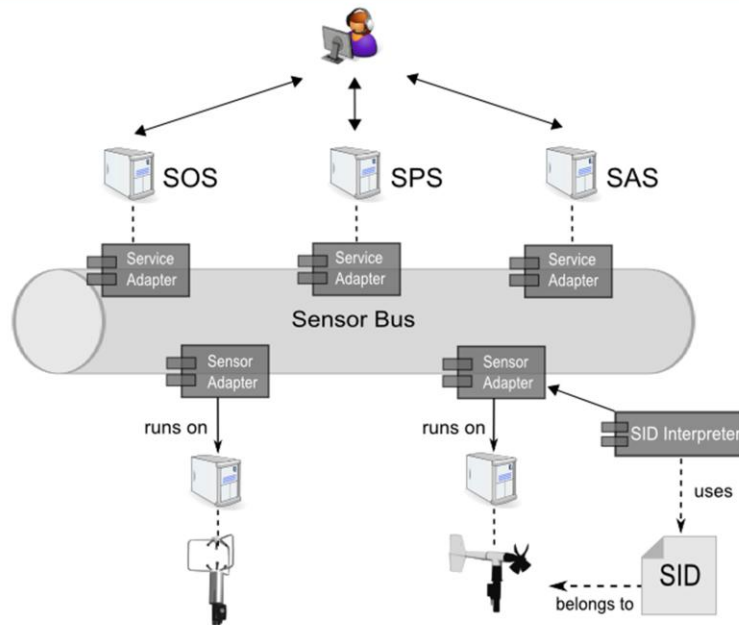 SOS
SPS
SAS
Service
Adapter
Service
Adapter
Service
Adapter
Sensor Bus
Sensor
Adapter
Sensor
Adapter
runs on
runs on
SID Interpreter
uses
SID
belongs to